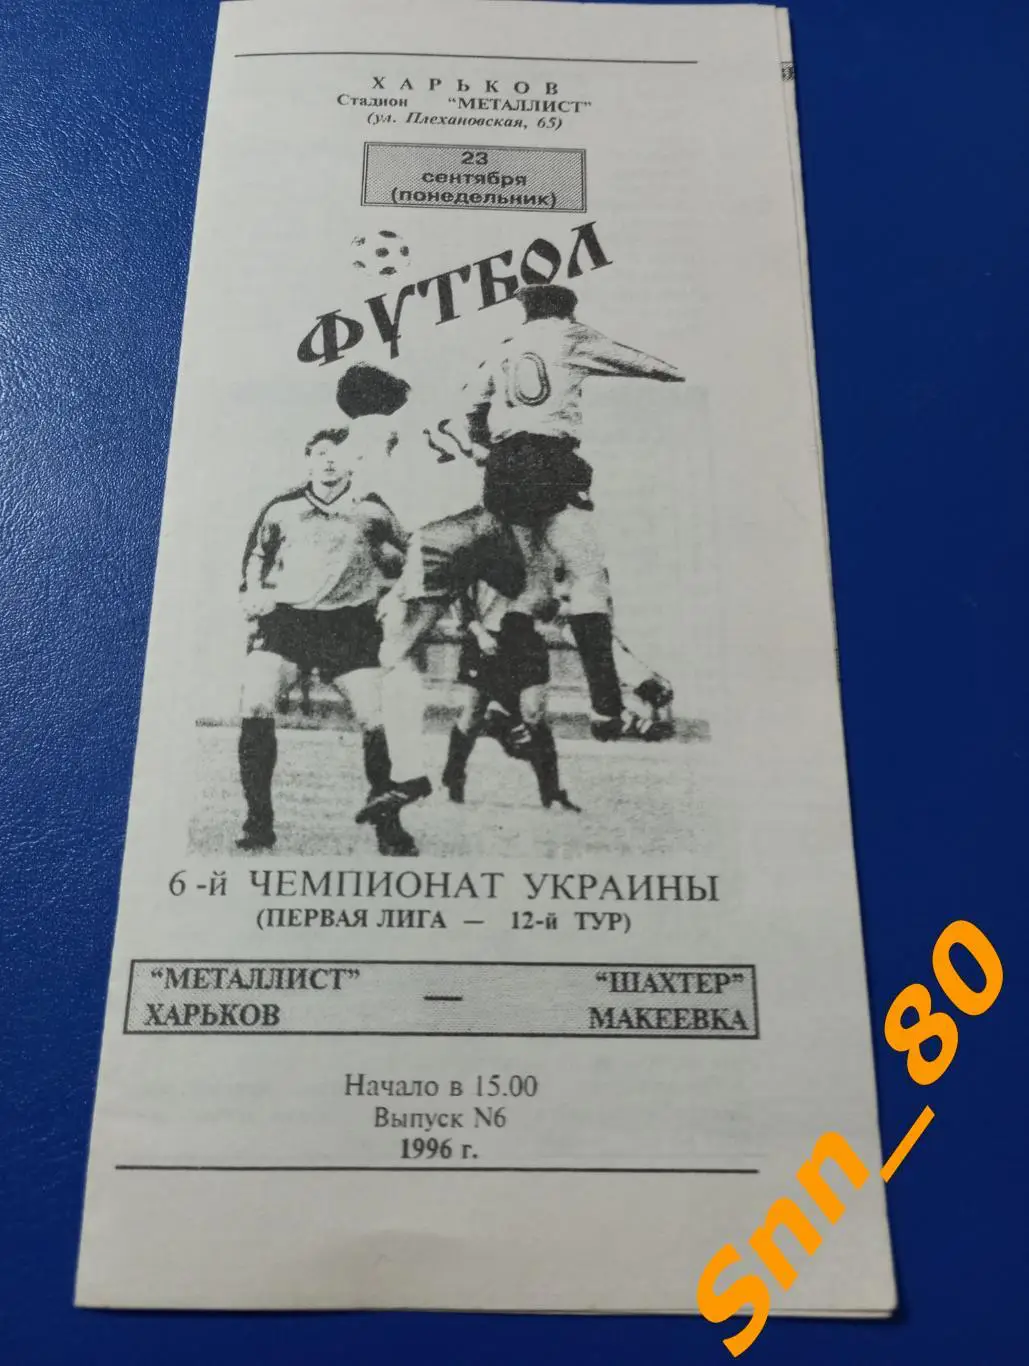 ХАРЬКОВ
Стадион "МЕТАЛЛИСТ"
(ул. Плехановская, 65)
23
сентября
(понедельник)
ФУТБОЛ
0
6-й ЧЕМПИОНАТ УКРАИНЫ
(ПЕРВАЯ ЛИГА — 12-й ТУР)
"МЕТАЛЛИСТ" — "ШАХТЕР"
ХАРЬКОВ МАКЕЕВКА
Начало в 15.00
Выпуск N6
1996 г.
Snn_80